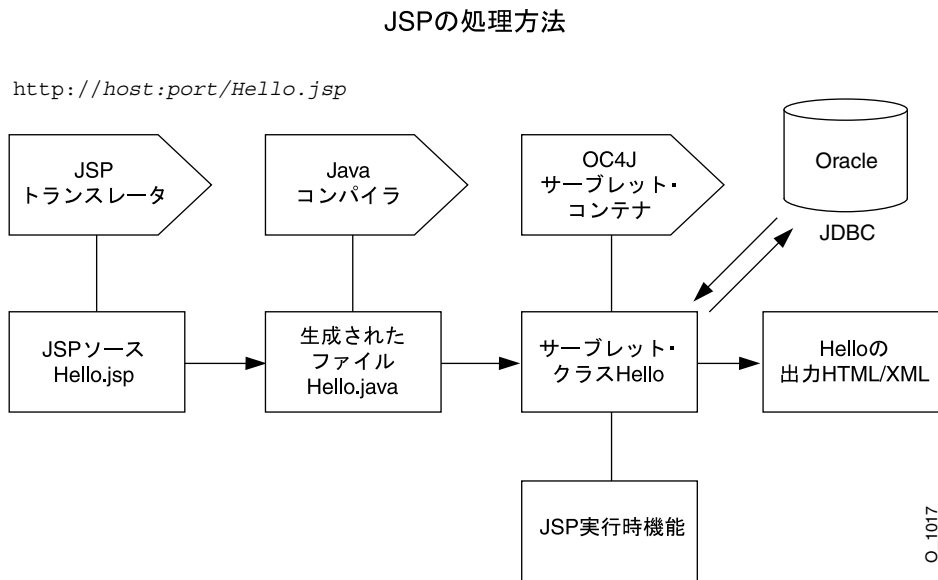 JSPの処理方法
http://host:port/Hello.jsp
JSP
トランスレータ
Java
コンパイラ
OC4J
サーブレット・
コンテナ
Oracle
JDBC
JSPソース
Hello.jsp
生成された
ファイル
Hello.java
サーブレット・
クラスHello
Helloの
出力HTML/XML
JSP実行時機能
O_1017